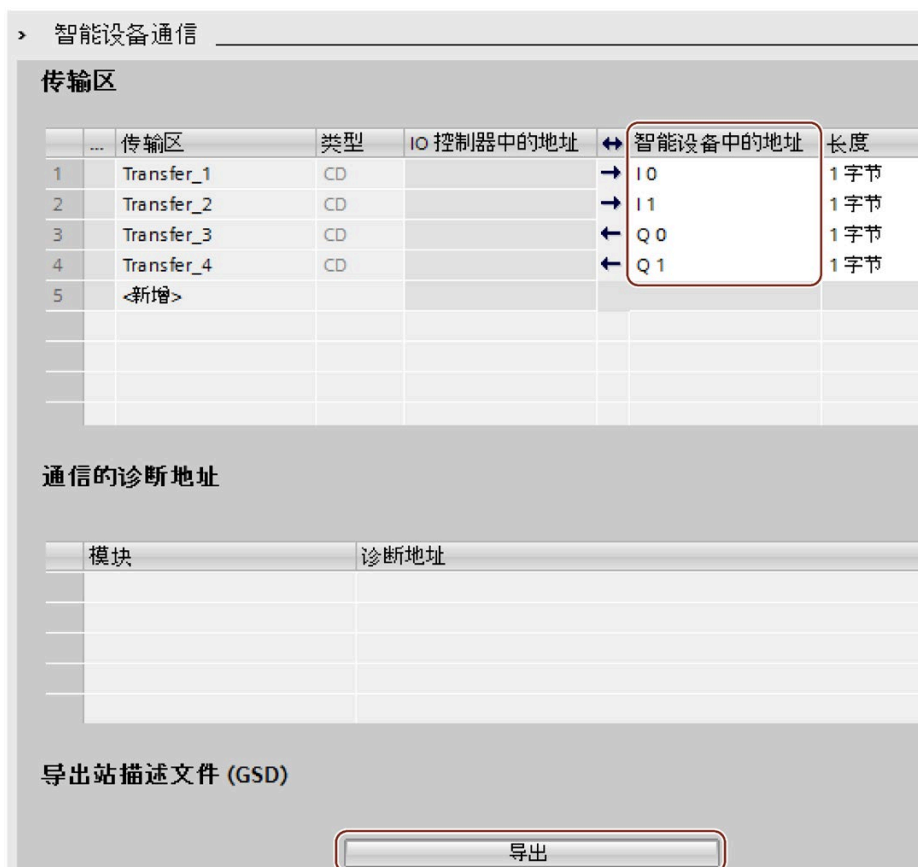 智能设备通信
传输区
... 传输区 类型 IO 控制器中的地址 ↔ 智能设备中的地址 长度
1 Transfer_1 CD → I 0 1 字节
2 Transfer_2 CD → I 1 1 字节
3 Transfer_3 CD ← Q 0 1 字节
4 Transfer_4 CD ← Q 1 1 字节
5 <新增>
通信的诊断地址
模块 诊断地址
导出站描述文件 (GSD)
导出